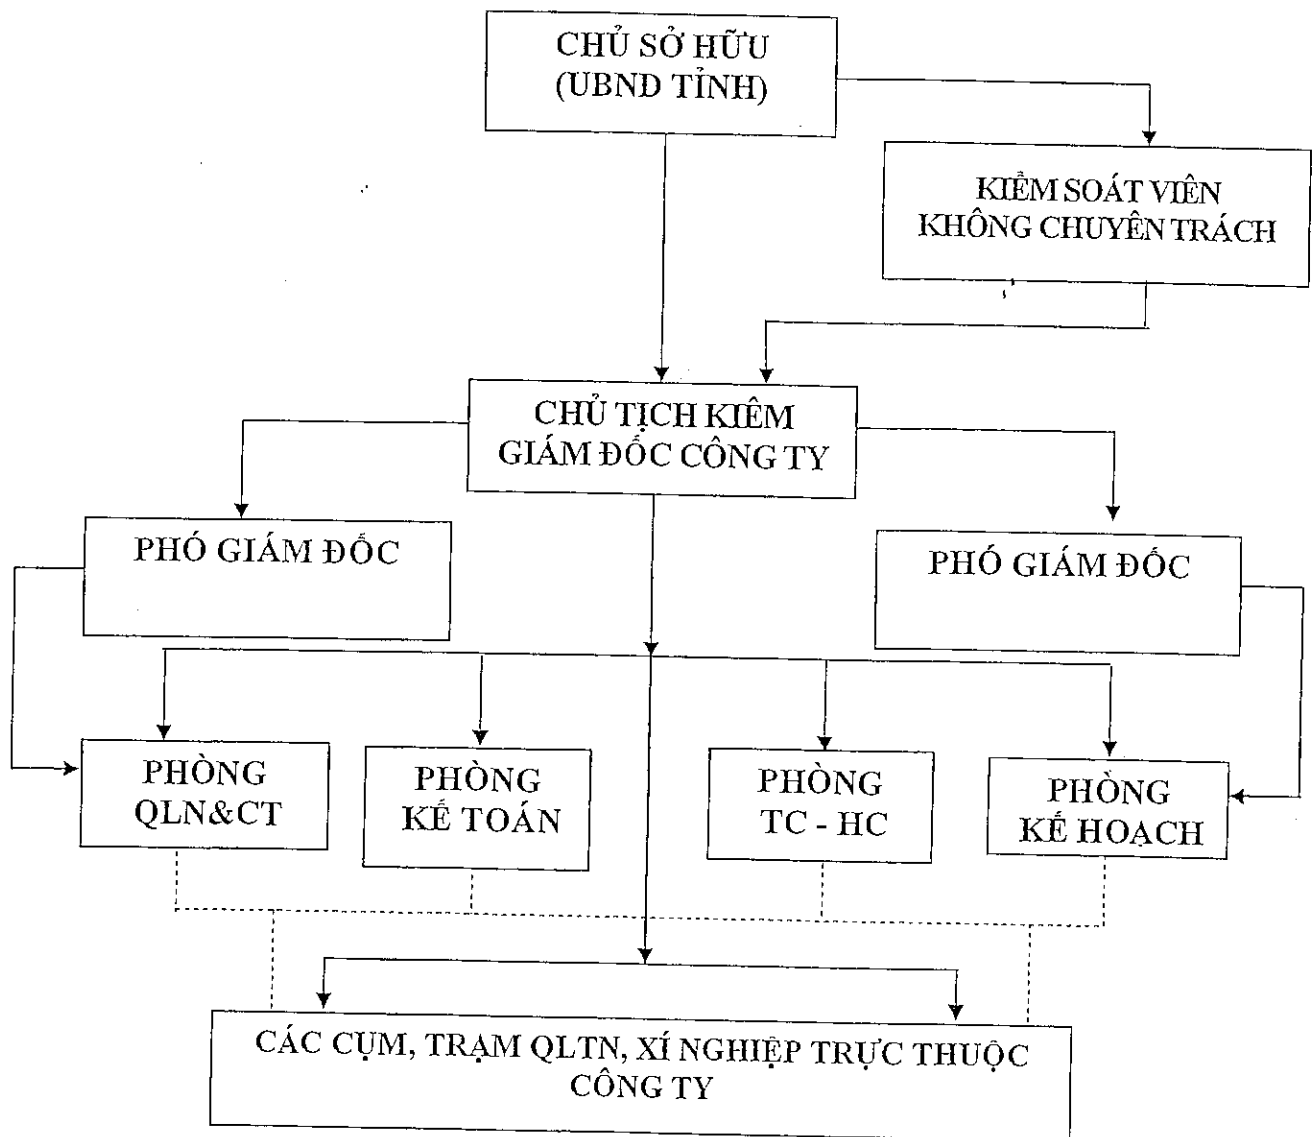 CHỦ SỞ HỮU
(UBND TỈNH)
KIỂM SOÁT VIÊN
KHÔNG CHUYÊN TRÁCH
CHỦ TỊCH KIÊM
GIÁM ĐỐC CÔNG TY
PHÓ GIÁM ĐỐC
PHÓ GIÁM ĐỐC
PHÒNG
QLN&CT
PHÒNG
KẾ TOÁN
PHÒNG
TC - HC
PHÒNG
KẾ HOẠCH
CÁC CỤM, TRẠM QLTN, XÍ NGHIỆP TRỰC THUỘC
CÔNG TY